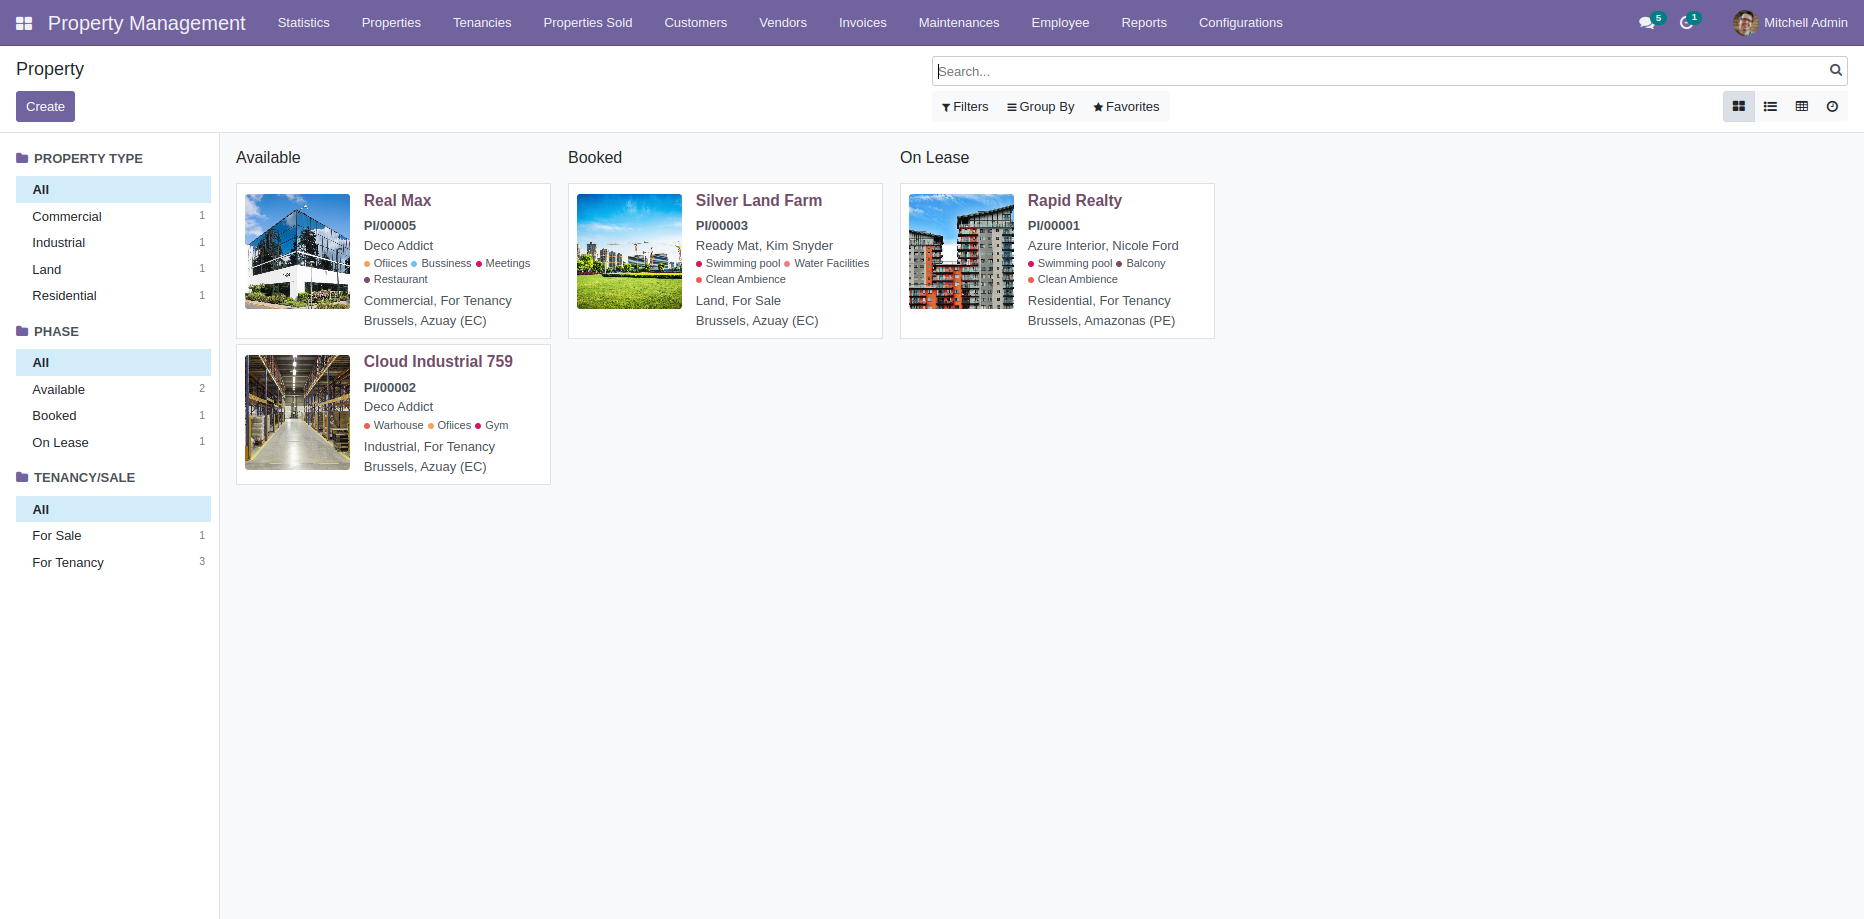 Property Management
Statistics
Properties
Tenancies
Properties Sold
Customers
Vendors
Invoices
Maintenances
Employee
Reports
Configurations
5
1
Mitchell Admin
Property
Search...
Create
Filters
Group By
Favorites
PROPERTY TYPE
All
Commercial 1
Industrial 1
Land 1
Residential 1
PHASE
All
Available 2
Booked 1
On Lease 1
TENANCY/SALE
All
For Sale 1
For Tenancy 3
Available
Real Max
PI/00005
Deco Addict
Ofiices Bussiness Meetings
Restaurant
Commercial, For Tenancy
Brussels, Azuay (EC)
Cloud Industrial 759
PI/00002
Deco Addict
Warhouse Ofiices Gym
Industrial, For Tenancy
Brussels, Azuay (EC)
Booked
Silver Land Farm
PI/00003
Ready Mat, Kim Snyder
Swimming pool Water Facilities
Clean Ambience
Land, For Sale
Brussels, Azuay (EC)
On Lease
Rapid Realty
PI/00001
Azure Interior, Nicole Ford
Swimming pool Balcony
Clean Ambience
Residential, For Tenancy
Brussels, Amazonas (PE)